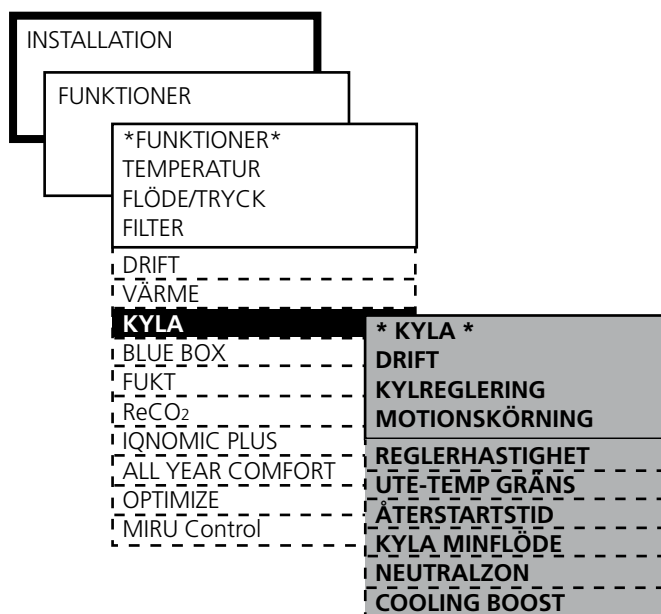 INSTALLATION
FUNKTIONER
*FUNKTIONER*
TEMPERATUR
FLÖDE/TRYCK
FILTER
DRIFT
VÄRME
KYLA
BLUE BOX
FUKT
ReCO2
IQNOMIC PLUS
ALL YEAR COMFORT
OPTIMIZE
MIRU Control
* KYLA *
DRIFT
KYLREGLERING
MOTIONSKÖRNING
REGLERHASTIGHET
UTE-TEMP GRÄNS
ÅTERSTARTSTID
KYLA MINFLÖDE
NEUTRALZON
COOLING BOOST